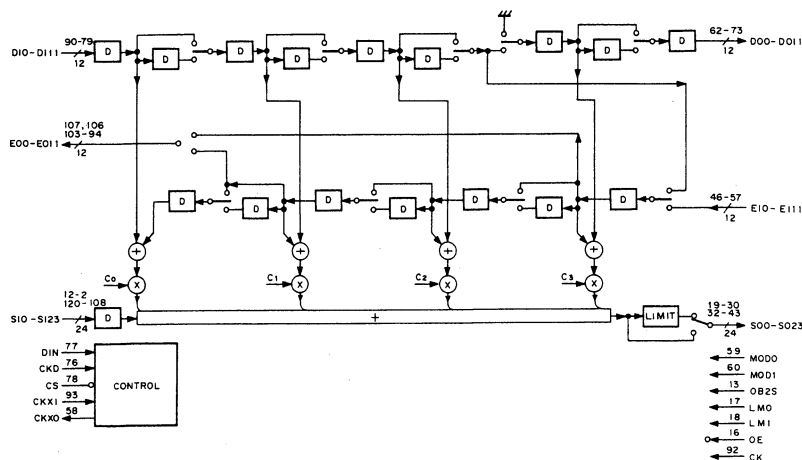 DI0-DI11 90-79 12
D
D
D
D
D
D
D
D
D
62-73 12 DO0-DO11
107,106
103-94
12
EO0-EO11
D
D
D
D
D
D
D
46-57 12 EI0-EI11
+
+
+
+
C0 X
C1 X
C2 X
C3 X
12-2
120-108
24
SI0-SI23
D
+
LIMIT
19-30
32-43
24
SO0-SO23
DIN 77
CKD 76
CS 78
CKXI 93
CKXO 58
CONTROL
59 MOD0
60 MOD1
13 OB2S
17 LM0
18 LM1
16 OE
92 CK